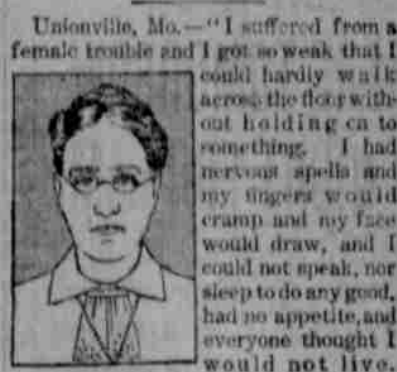 Unionville, Mo.—"I suffered from a
female trouble and I got so weak that I
could hardly walk
across the floor with-
out holding on to
something. I had
nervous spells and
my fingers would
cramp and my face
would draw, and I
could not speak, nor
sleep to do any good,
had no appetite, and
everyone thought I
would not live.